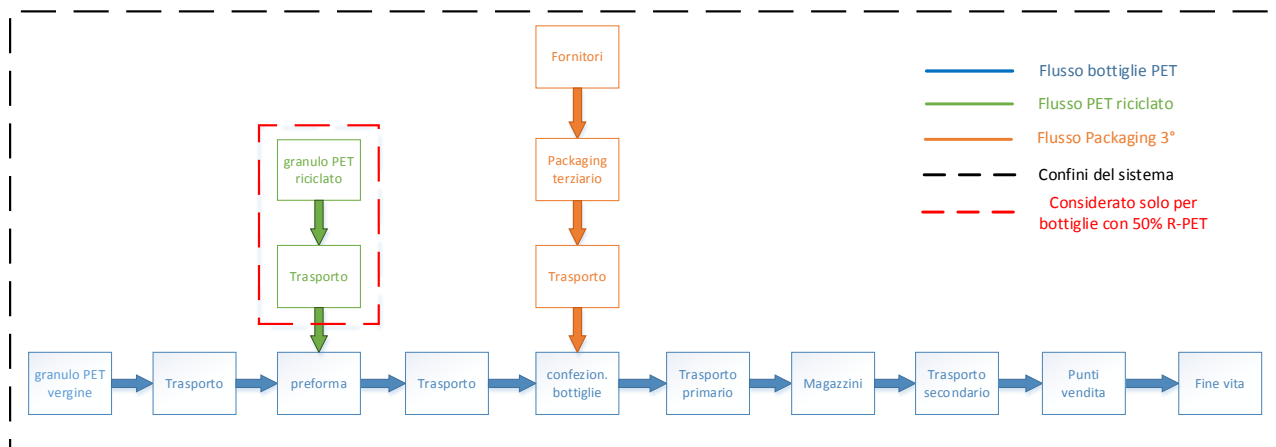 Fornitori
Flusso bottiglie PET
Flusso PET riciclato
Flusso Packaging 3°
Confini del sistema
Considerato solo per
bottiglie con 50% R-PET
granulo PET
riciclato
Packaging
terziario
Trasporto
Trasporto
granulo PET
vergine
Trasporto
preforma
Trasporto
confezion.
bottiglie
Trasporto
primario
Magazzini
Trasporto
secondario
Punti
vendita
Fine vita